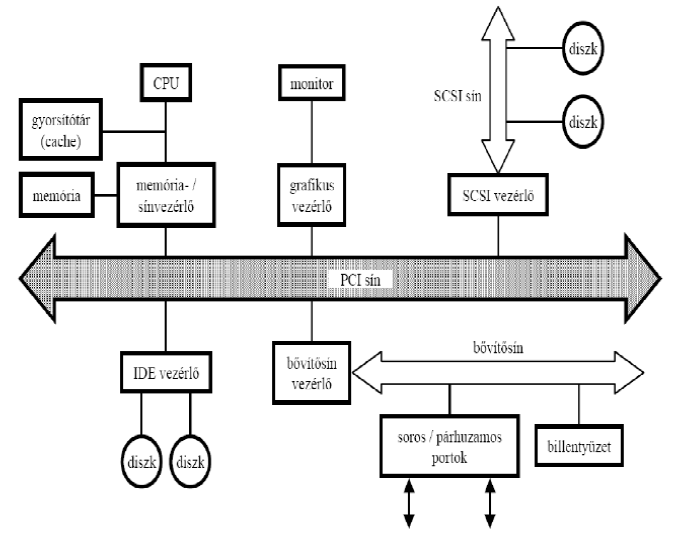 diszk
CPU
monitor
SCSI sín
gyorsítótár
(cache)
diszk
memória
memória- /
sínvezérlő
grafikus
vezérlő
SCSI vezérlő
PCI sín
IDE vezérlő
bővítősín
vezérlő
bővítősín
diszk
diszk
soros / párhuzamos
portok
billentyűzet